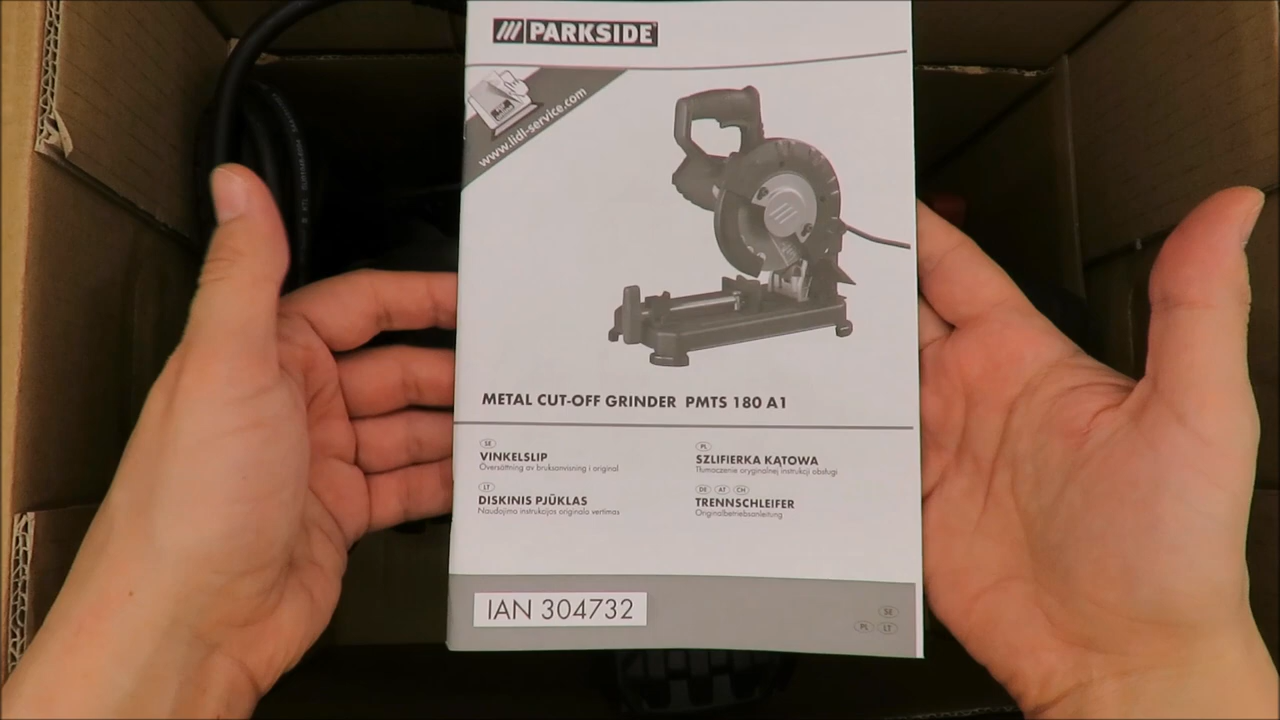 PARKSIDE
www.lidl-service.com
METAL CUT-OFF GRINDER PMTS 180 A1
SE
VINKELSLIP
Översättning av bruksanvisning i original
LT
DISKINIS PJŪKLAS
Naudojimo instrukcijos originalo vertimas
PL
SZLIFIERKA KĄTOWA
Tłumaczenie oryginalnej instrukcji obsługi
DE AT CH
TRENNSCHLEIFER
Originalbetriebsanleitung
IAN 304732
SE
PL LT